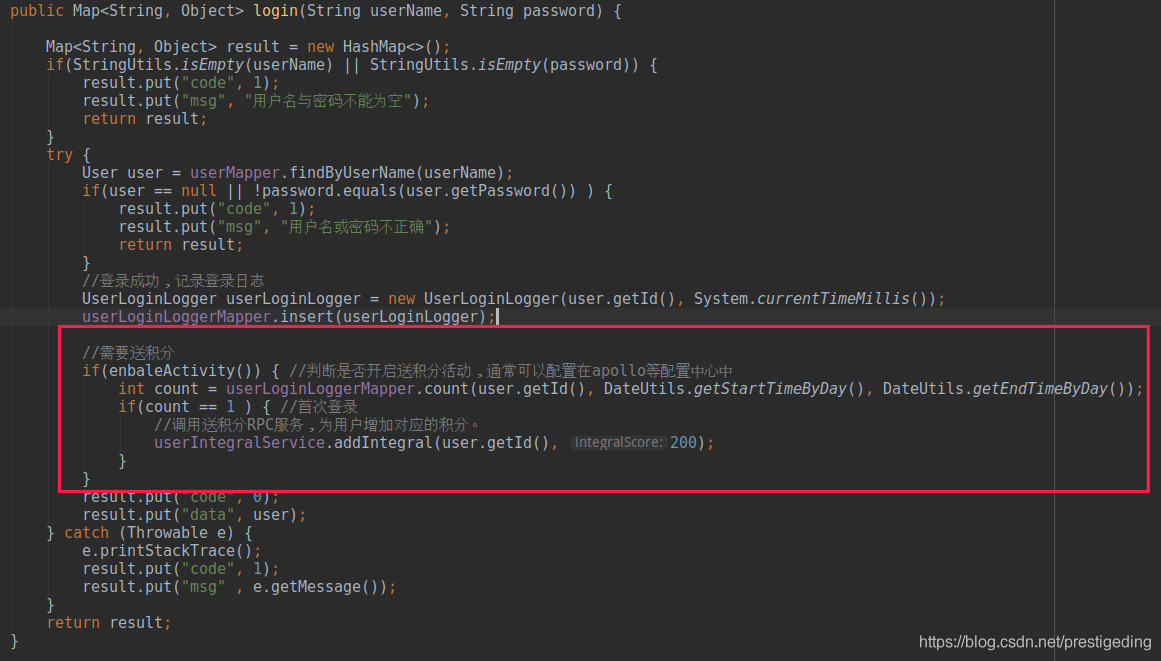 public Map<String, Object> login(String userName, String password) {
Map<String, Object> result = new HashMap<>();
if(StringUtils.isEmpty(userName) || StringUtils.isEmpty(password)) {
result.put("code", 1);
result.put("msg", "用户名与密码不能为空");
return result;
}
try {
User user = userMapper.findByUserName(userName);
if(user == null || !password.equals(user.getPassword()) ) {
result.put("code", 1);
result.put("msg", "用户名或密码不正确");
return result;
}
//登录成功，记录登录日志
UserLoginLogger userLoginLogger = new UserLoginLogger(user.getId(), System.currentTimeMillis());
userLoginLoggerMapper.insert(userLoginLogger);
//需要送积分
if(enbaleActivity()) { //判断是否开启送积分活动，通常可以配置在apollo等配置中心中
int count = userLoginLoggerMapper.count(user.getId(), DateUtils.getStartTimeByDay(), DateUtils.getEndTimeByDay());
if(count == 1 ) { //首次登录
//调用送积分RPC服务，为用户增加对应的积分。
userIntegralService.addIntegral(user.getId(), IntegralScore: 200);
}
}
result.put("code", 0);
result.put("data", user);
} catch (Throwable e) {
e.printStackTrace();
result.put("code", 1);
result.put("msg" , e.getMessage());
}
return result;
}
https://blog.csdn.net/prestigeding